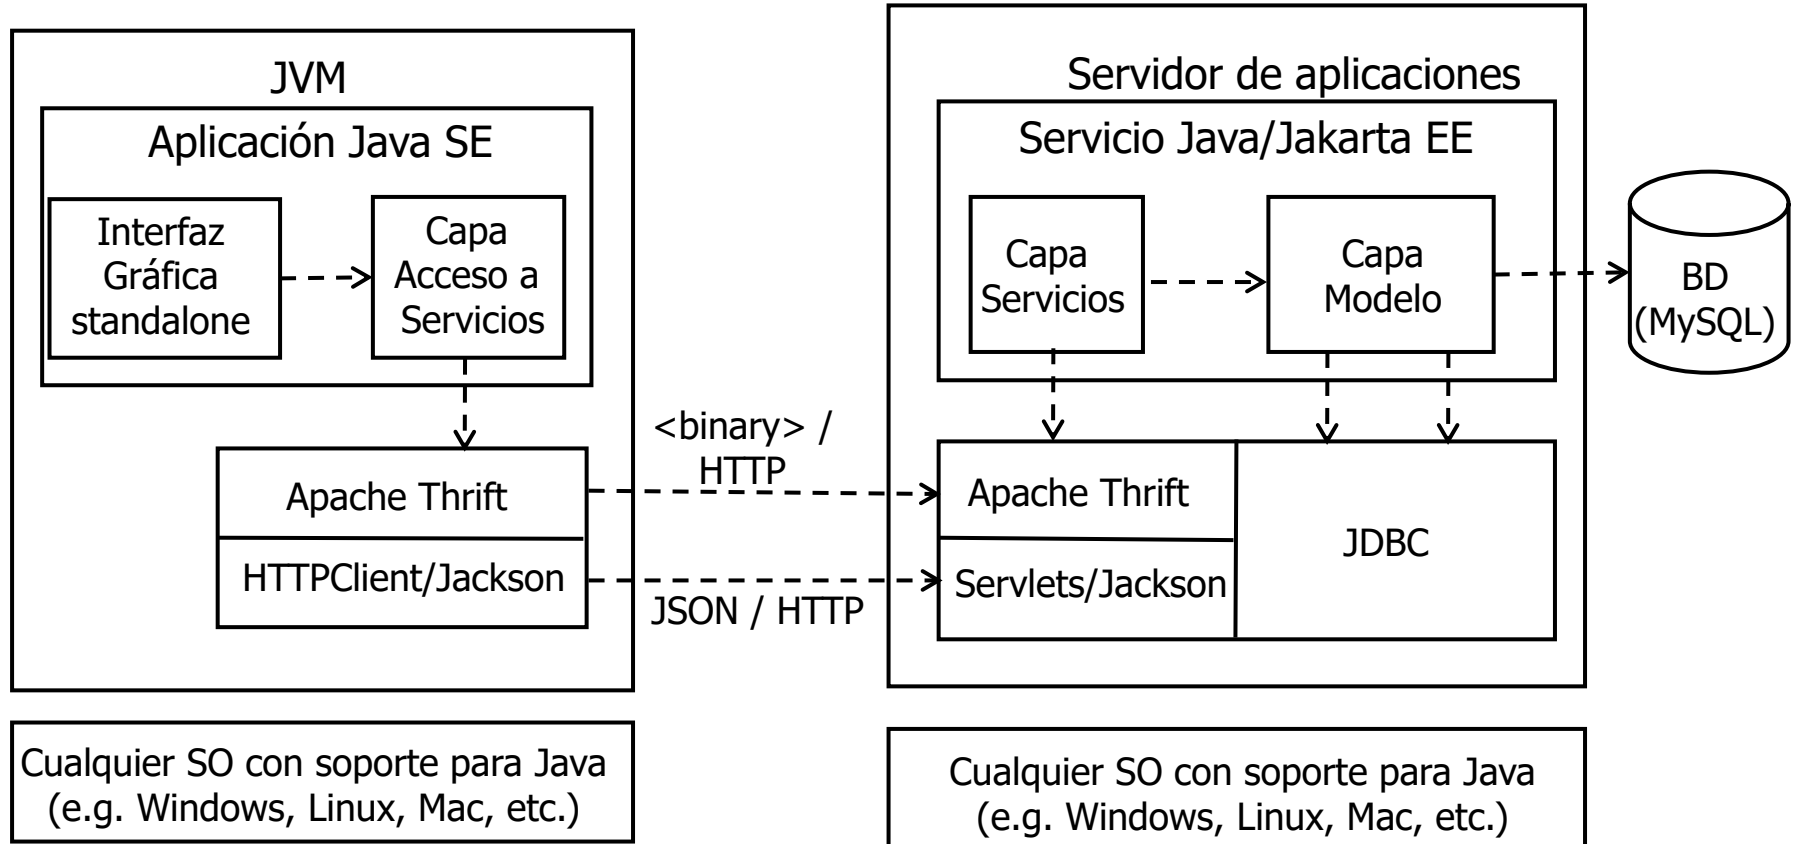 JVM
Aplicación Java SE
Interfaz
Gráfica
standalone
Capa
Acceso a
Servicios
Apache Thrift
HTTPClient/Jackson
Cualquier SO con soporte para Java
(e.g. Windows, Linux, Mac, etc.)
<binary> /
HTTP
JSON / HTTP
Servidor de aplicaciones
Servicio Java/Jakarta EE
Capa
Servicios
Capa
Modelo
Apache Thrift
Servlets/Jackson
JDBC
BD
(MySQL)
Cualquier SO con soporte para Java
(e.g. Windows, Linux, Mac, etc.)